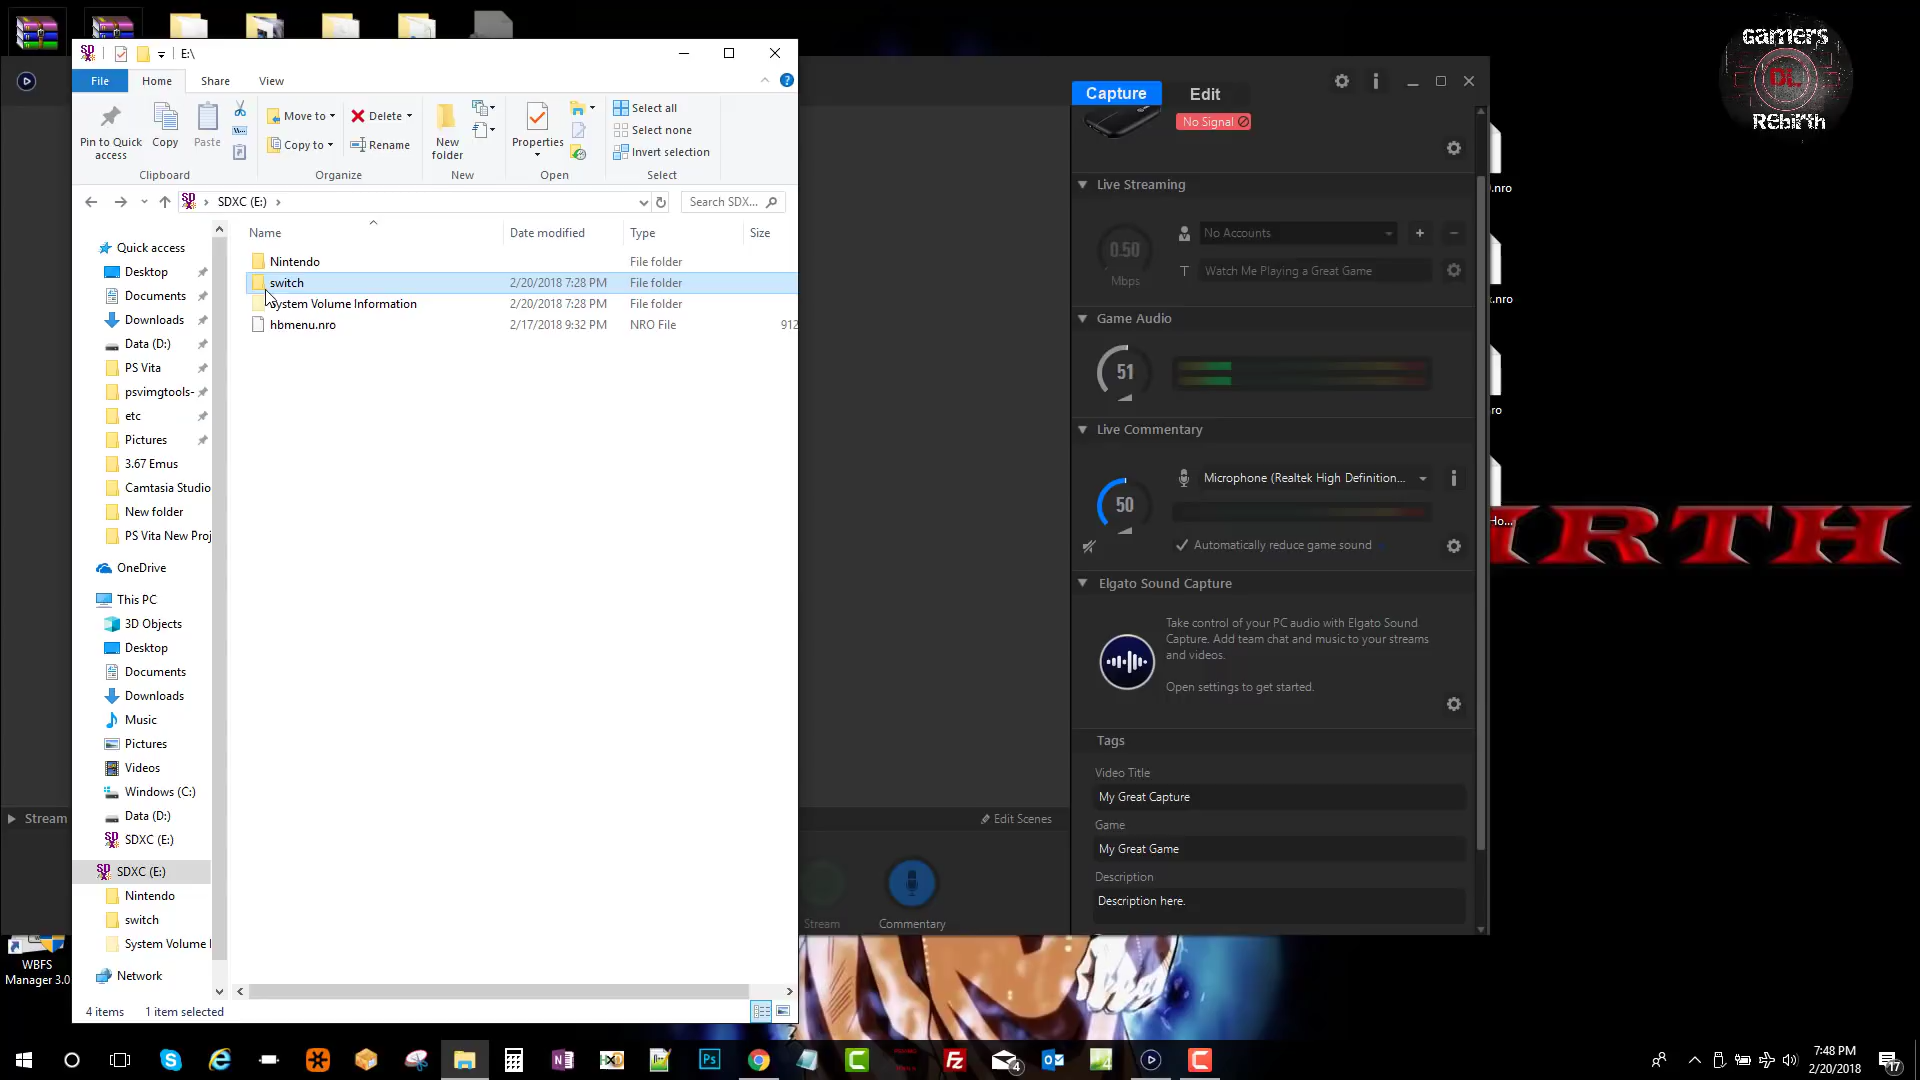 E:\
File
Home
Share
View
Pin to Quick access
Copy
Paste
Move to
Copy to
Delete
Rename
New folder
Properties
Select all
Select none
Invert selection
Clipboard
Organize
New
Open
Select
SDXC (E:)
Search SDX...
Name
Date modified
Type
Size
Nintendo
File folder
switch
2/20/2018 7:28 PM
File folder
System Volume Information
2/20/2018 7:28 PM
File folder
hbmenu.nro
2/17/2018 9:32 PM
NRO File
912
Quick access
Desktop
Documents
Downloads
Data (D:)
PS Vita
psvimgtools-
etc
Pictures
3.67 Emus
Camtasia Studio
New folder
PS Vita New Proj
OneDrive
This PC
3D Objects
Desktop
Documents
Downloads
Music
Pictures
Videos
Windows (C:)
Data (D:)
SDXC (E:)
SDXC (E:)
Nintendo
switch
System Volume I
Network
4 items
1 item selected
Stream
WBFS
Manager 3.0
Capture
Edit
No Signal
Live Streaming
0.50
Mbps
No Accounts
Watch Me Playing a Great Game
Game Audio
51
Live Commentary
50
Microphone (Realtek High Definition...
Automatically reduce game sound
Elgato Sound Capture
Take control of your PC audio with Elgato Sound
Capture. Add team chat and music to your streams
and videos.
Open settings to get started.
Tags
Video Title
My Great Capture
Game
My Great Game
Description
Description here.
Edit Scenes
Stream
Commentary
gamers
DL
REbirth
.nro
.nro
ro
Ho...
IRTH
4
7:48 PM
2/20/2018
17